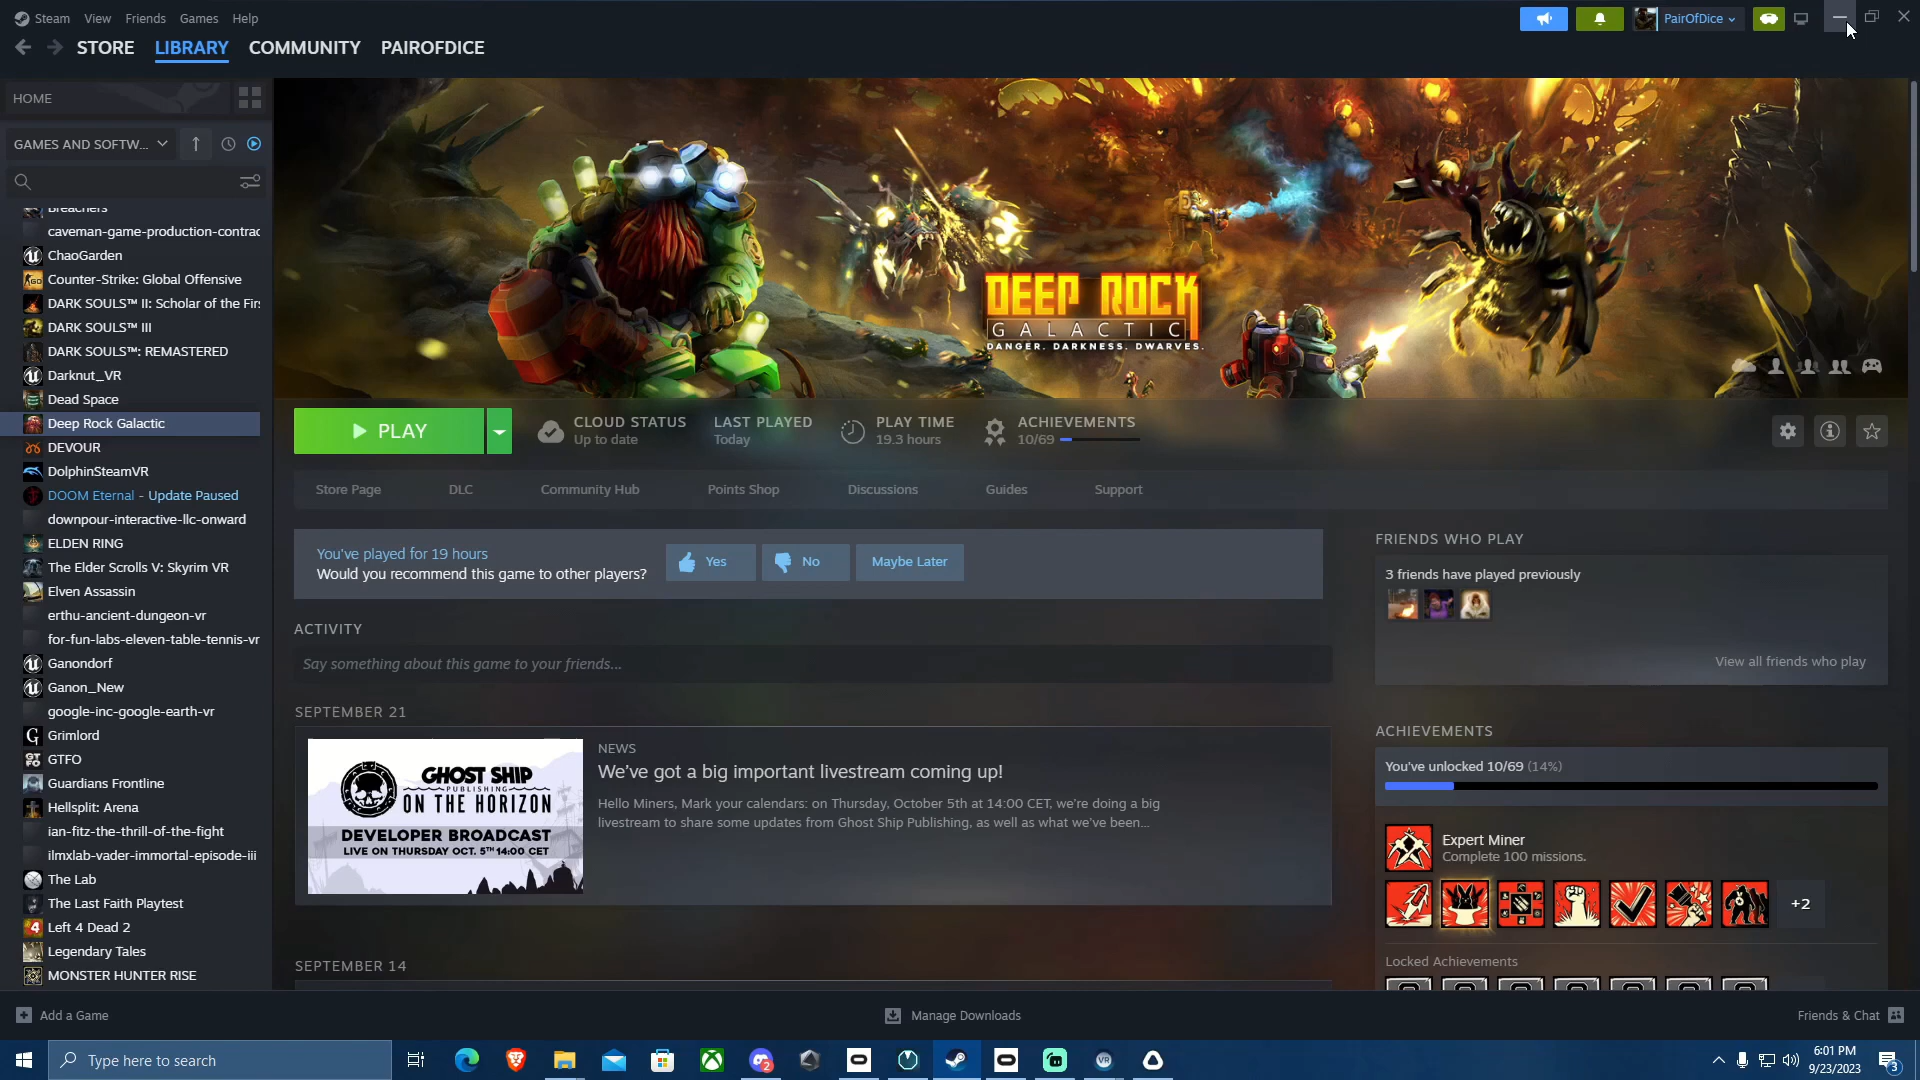 Steam View Friends Games Help
PairOfDice
STORE LIBRARY COMMUNITY PAIROFDICE
HOME
GAMES AND SOFTW...
Breachers
caveman-game-production-contrac
ChaoGarden
Counter-Strike: Global Offensive
DARK SOULS™ II: Scholar of the Firs
DARK SOULS™ III
DARK SOULS™: REMASTERED
Darknut_VR
Dead Space
Deep Rock Galactic
DEVOUR
DolphinSteamVR
DOOM Eternal - Update Paused
downpour-interactive-llc-onward
ELDEN RING
The Elder Scrolls V: Skyrim VR
Elven Assassin
erthu-ancient-dungeon-vr
for-fun-labs-eleven-table-tennis-vr
Ganondorf
Ganon_New
google-inc-google-earth-vr
Grimlord
GTFO
Guardians Frontline
Hellsplit: Arena
ian-fitz-the-thrill-of-the-fight
ilmxlab-vader-immortal-episode-iii
The Lab
The Last Faith Playtest
Left 4 Dead 2
Legendary Tales
MONSTER HUNTER RISE
DEEP ROCK
GALACTIC
DANGER. DARKNESS. DWARVES.
PLAY
CLOUD STATUS
Up to date
LAST PLAYED
Today
PLAY TIME
19.3 hours
ACHIEVEMENTS
10/69
Store Page DLC Community Hub Points Shop Discussions Guides Support
You've played for 19 hours
Would you recommend this game to other players?
Yes No Maybe Later
ACTIVITY
Say something about this game to your friends...
SEPTEMBER 21
GHOST SHIP
PUBLISHING
ON THE HORIZON
DEVELOPER BROADCAST
LIVE ON THURSDAY OCT. 5TH 14:00 CET
NEWS
We've got a big important livestream coming up!
Hello Miners, Mark your calendars: on Thursday, October 5th at 14:00 CET, we're doing a big
livestream to share some updates from Ghost Ship Publishing, as well as what we've been...
SEPTEMBER 14
FRIENDS WHO PLAY
3 friends have played previously
View all friends who play
ACHIEVEMENTS
You've unlocked 10/69 (14%)
Expert Miner
Complete 100 missions.
+2
Locked Achievements
Add a Game
Manage Downloads
Friends & Chat
Type here to search
2
VR
6:01 PM
9/23/2023
3